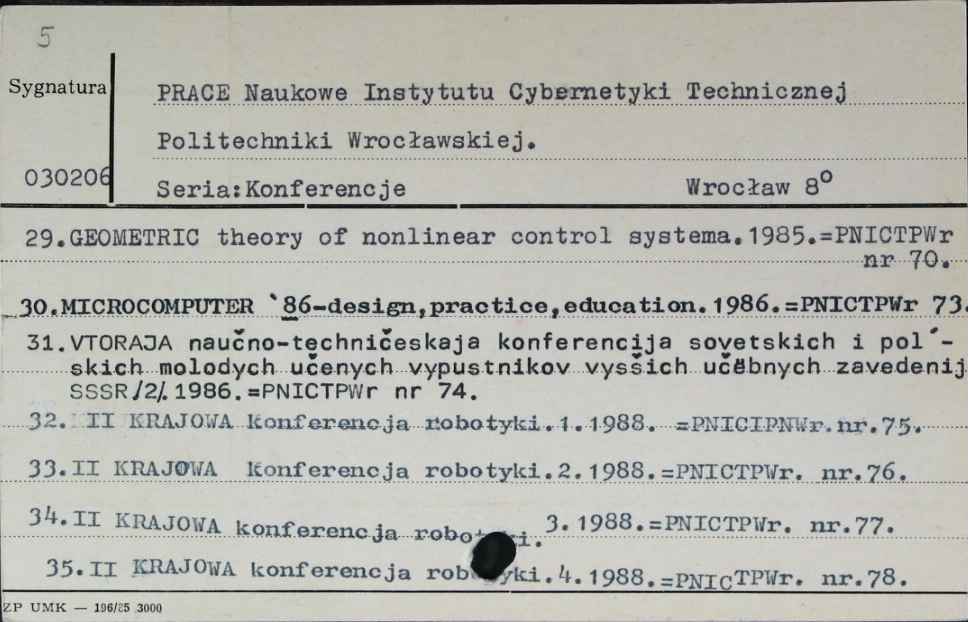 5
Sygnatura
PRACE Naukowe Instytutu Cybernetyki Technicznej
Politechniki Wrocławskiej.
030206
Seria:Konferencje Wrocław 8°
29.GEOMETRIC theory of nonlinear control systema.1985.=PNICTPWr
nr 70.
30.MICROCOMPUTER `86-design,practice,education.1986.=PNICTPWr 73.
31.VTORAJA naučno-techničeskaja konferencija sovetskich i pol´-
skich molodych učenych vypustnikov vysšich učebnych zavedenij
SSSR/2/.1986.=PNICTPWr nr 74.
32. II KRAJOWA konferencja robotyki.1.1988. =PNICIPNWr.nr.75.
33.II KRAJOWA konferencja robotyki.2.1988.=PNICTPWr. nr.76.
34.II KRAJOWA konferencja 3.1988.=PNICTPWr. nr.77.
35.II KRAJOWA konferencja 4.1988.=PNICTPWr. nr.78.
ZP UMK — 196/85 3000